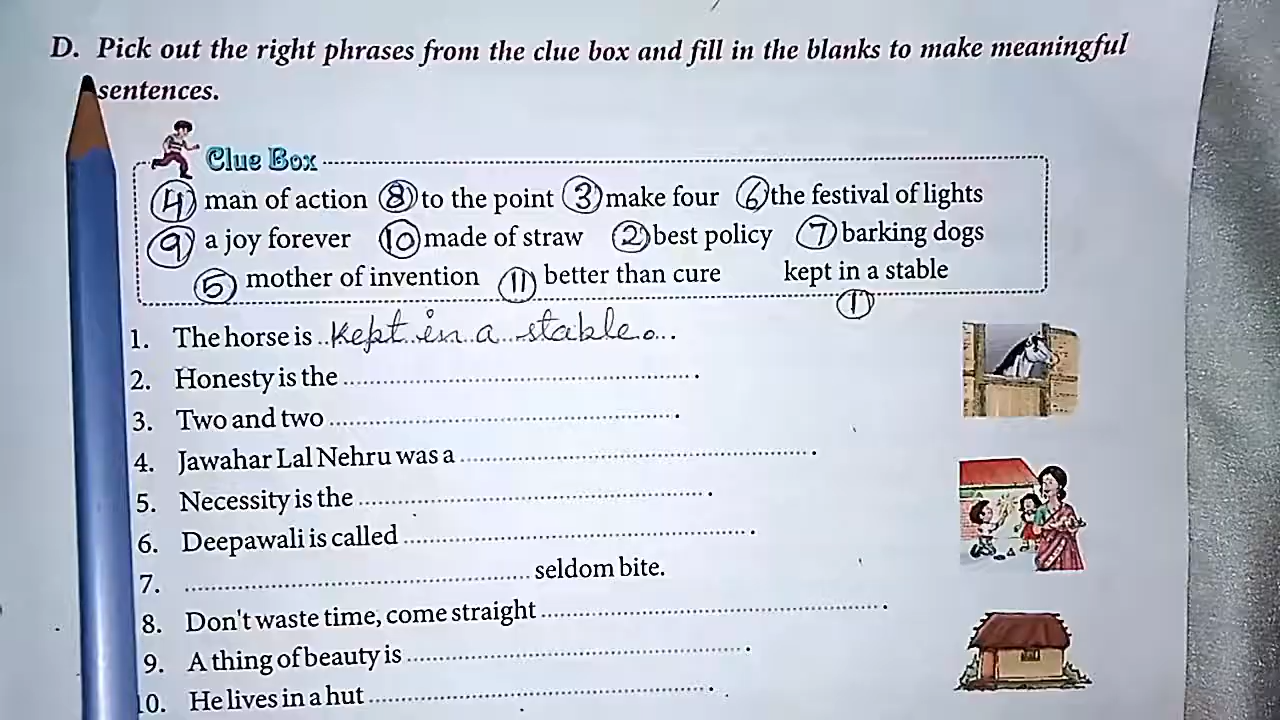 D. Pick out the right phrases from the clue box and fill in the blanks to make meaningful
sentences.
Clue Box
④ man of action ⑧ to the point ③ make four ⑥ the festival of lights
⑨ a joy forever ⑩ made of straw ② best policy ⑦ barking dogs
⑤ mother of invention ⑪ better than cure kept in a stable
①
1. The horse is kept in a stable.
2. Honesty is the ........................ .
3. Two and two ........................ .
4. Jawahar Lal Nehru was a ........................ .
5. Necessity is the ........................ .
6. Deepawali is called ........................ .
7. ........................ seldom bite.
8. Don't waste time, come straight ........................ .
9. A thing of beauty is ........................ .
10. He lives in a hut ........................ .